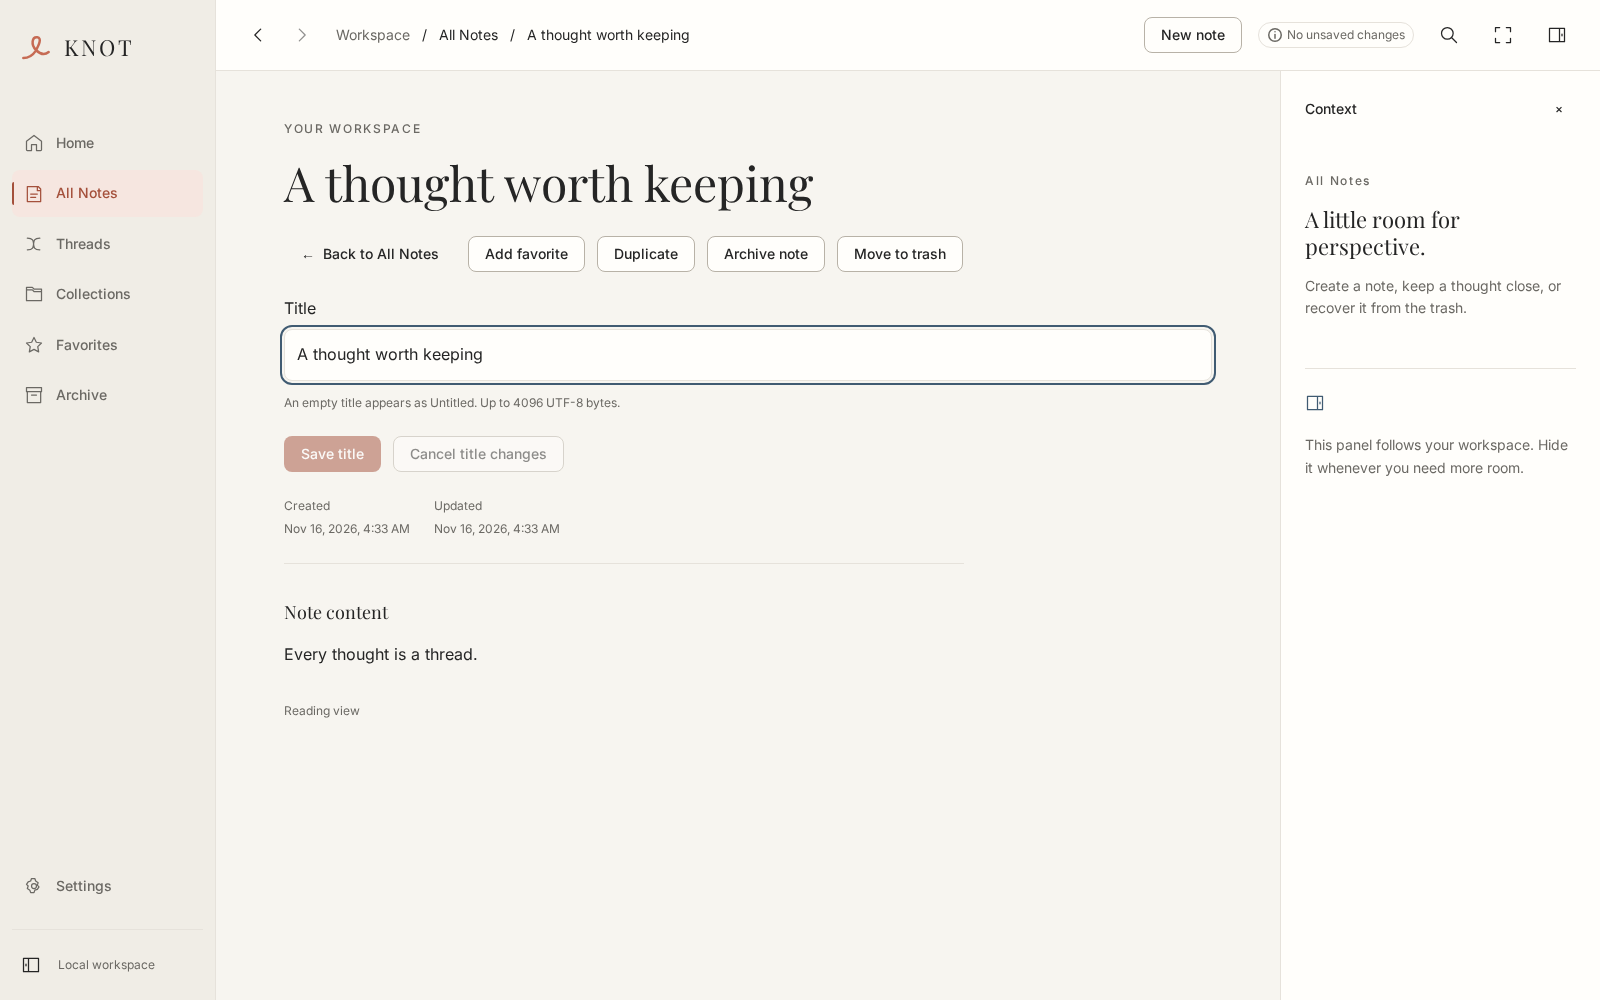 KNOT
Home
All Notes
Threads
Collections
Favorites
Archive
Settings
Local workspace
Workspace / All Notes / A thought worth keeping
New note
No unsaved changes
YOUR WORKSPACE
A thought worth keeping
← Back to All Notes
Add favorite
Duplicate
Archive note
Move to trash
Title
A thought worth keeping
An empty title appears as Untitled. Up to 4096 UTF-8 bytes.
Save title
Cancel title changes
Created
Nov 16, 2026, 4:33 AM
Updated
Nov 16, 2026, 4:33 AM
Note content
Every thought is a thread.
Reading view
Context
×
All Notes
A little room for
perspective.
Create a note, keep a thought close, or
recover it from the trash.
This panel follows your workspace. Hide
it whenever you need more room.